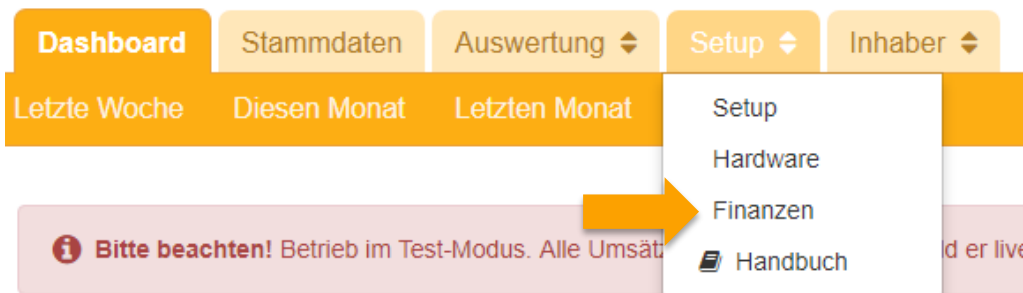 Dashboard Stammdaten Auswertung Setup Inhaber
Letzte Woche Diesen Monat Letzten Monat
Setup
Hardware
Finanzen
Handbuch
Bitte beachten! Betrieb im Test-Modus. Alle Umsät
er live